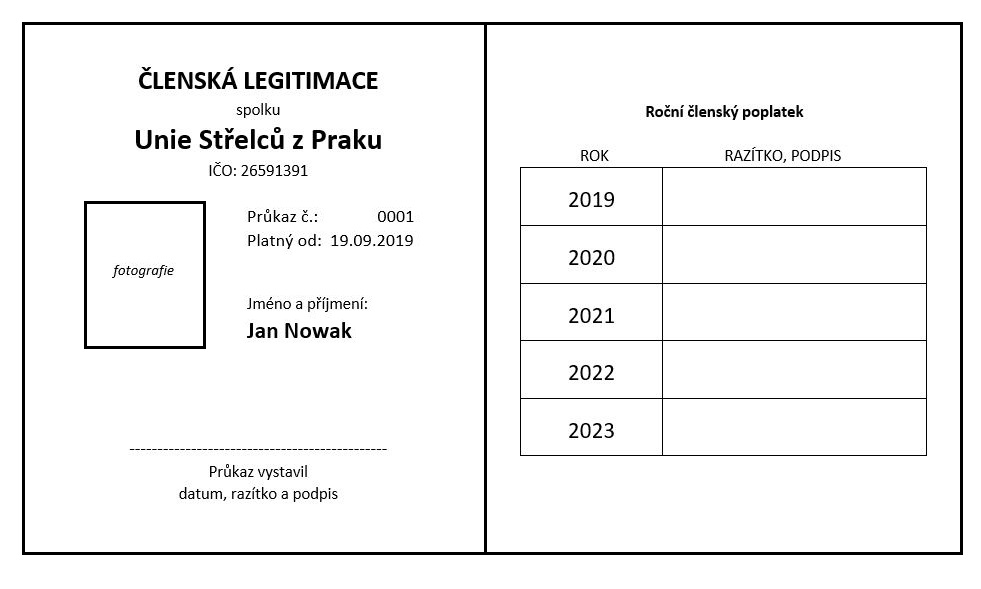 ČLENSKÁ LEGITIMACE
spolku
Unie Střelců z Praku
IČO: 26591391
fotografie
Průkaz č.: 0001
Platný od: 19.09.2019
Jméno a příjmení:
Jan Nowak
----------------------------------------------
Průkaz vystavil
datum, razítko a podpis
Roční členský poplatek
ROK RAZÍTKO, PODPIS
2019
2020
2021
2022
2023